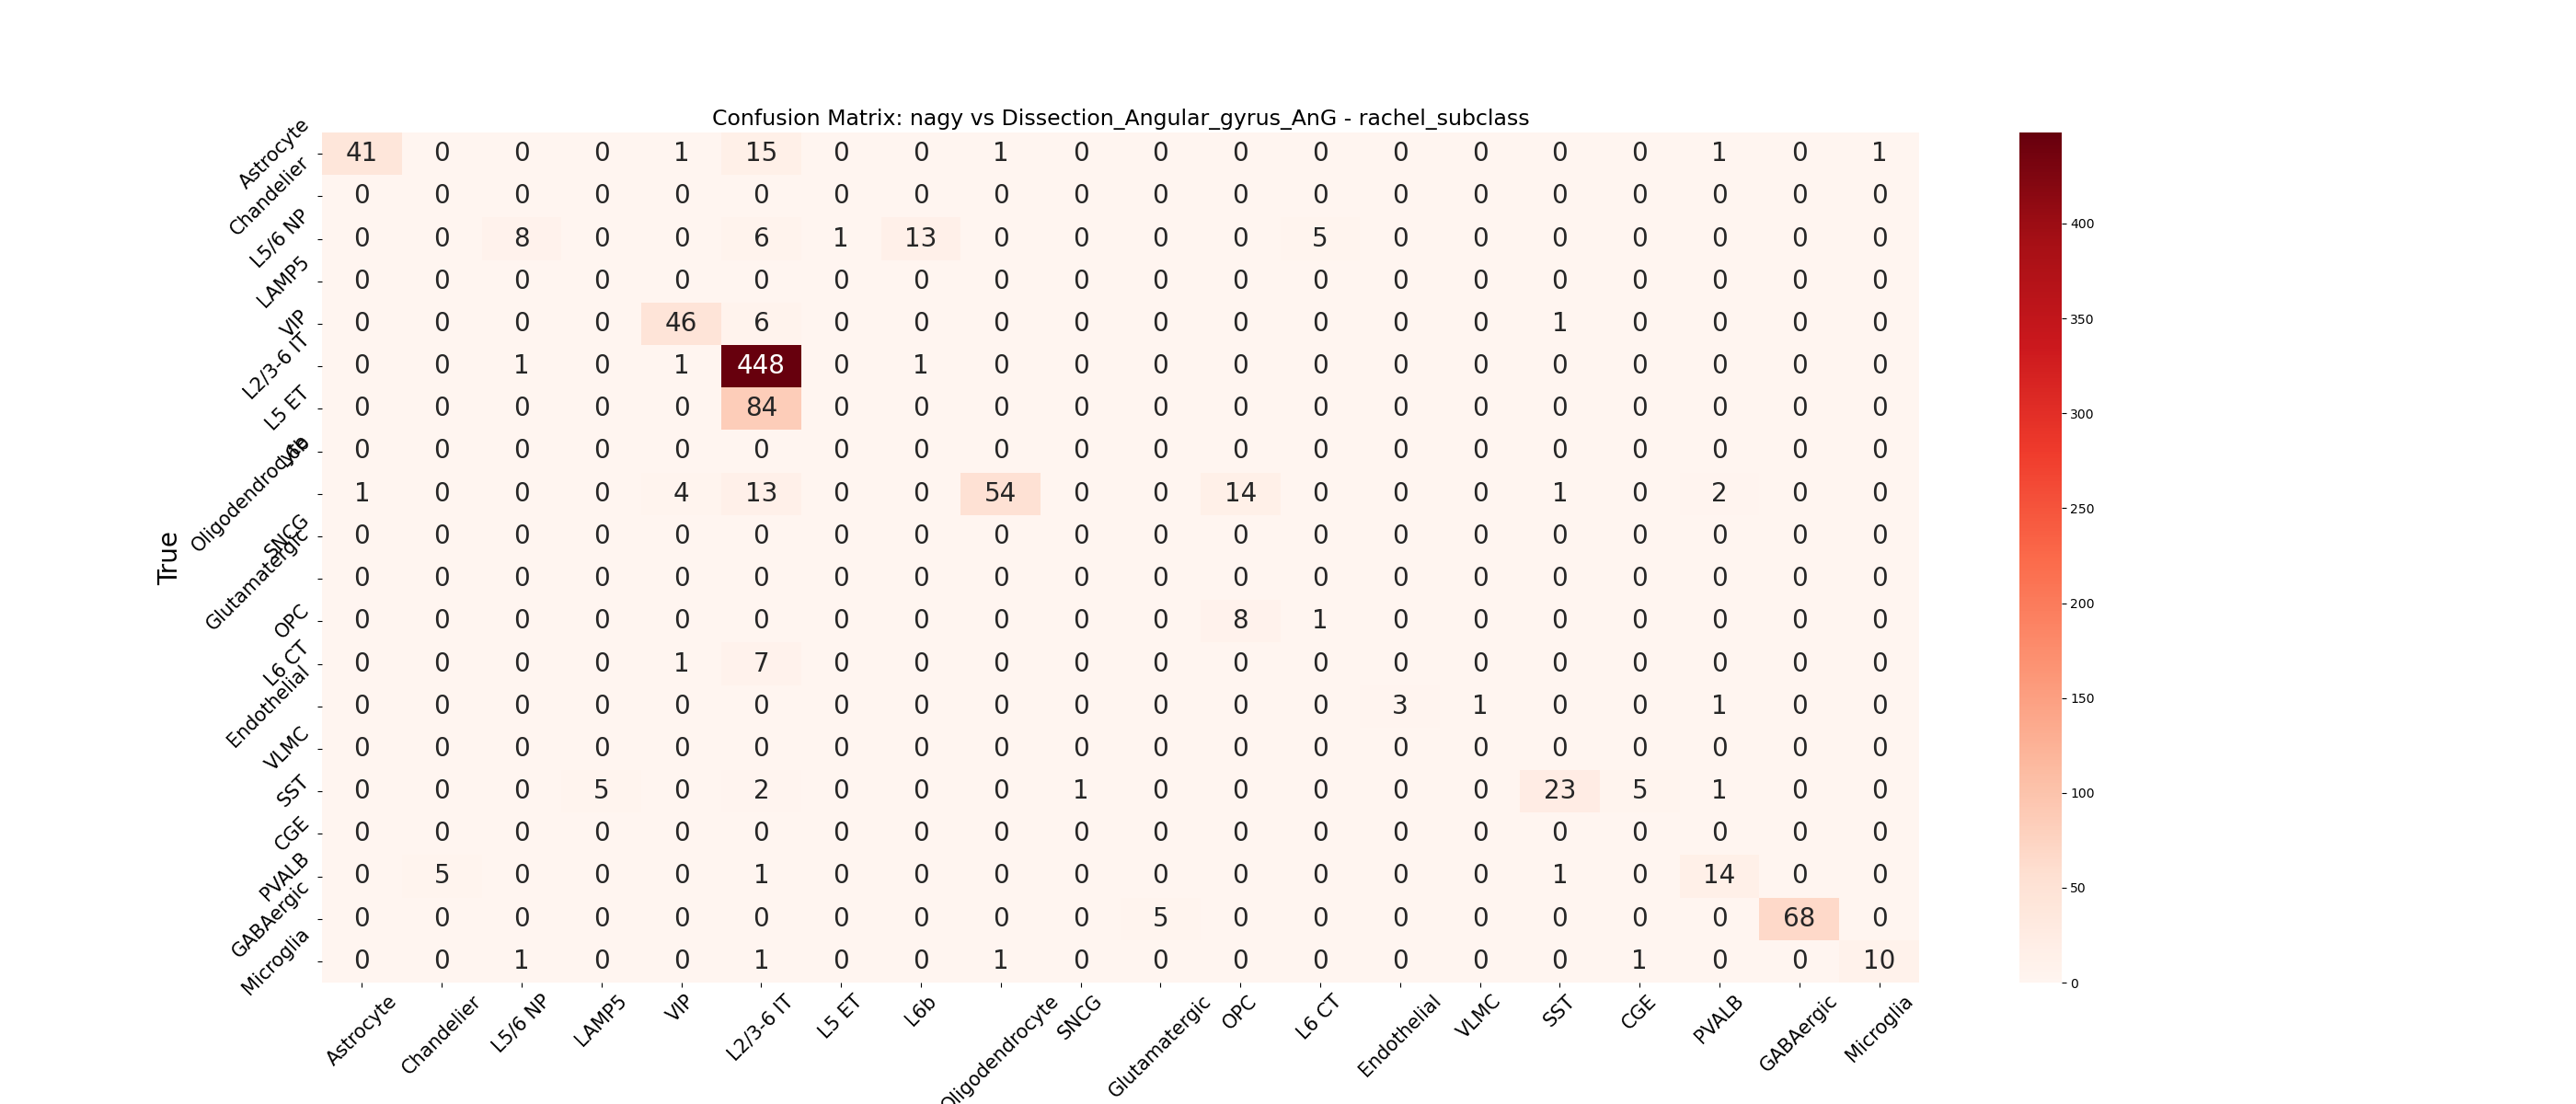 Confusion Matrix: nagy vs Dissection_Angular_gyrus_AnG - rachel_subclass
Astrocyte 41 0 0 0 1 15 0 0 1 0 0 0 0 0 0 0 0 1 0 1
Chandelier 0 0 0 0 0 0 0 0 0 0 0 0 0 0 0 0 0 0 0 0
L5/6 NP 0 0 8 0 0 6 1 13 0 0 0 0 5 0 0 0 0 0 0 0
LAMP5 0 0 0 0 0 0 0 0 0 0 0 0 0 0 0 0 0 0 0 0
VIP 0 0 0 0 46 6 0 0 0 0 0 0 0 0 0 1 0 0 0 0
L2/3-6 IT 0 0 1 0 1 448 0 1 0 0 0 0 0 0 0 0 0 0 0 0
L5 ET 0 0 0 0 0 84 0 0 0 0 0 0 0 0 0 0 0 0 0 0
L6b 0 0 0 0 0 0 0 0 0 0 0 0 0 0 0 0 0 0 0 0
Oligodendrocyte 1 0 0 0 4 13 0 0 54 0 0 14 0 0 0 1 0 2 0 0
SNCG 0 0 0 0 0 0 0 0 0 0 0 0 0 0 0 0 0 0 0 0
Glutamatergic 0 0 0 0 0 0 0 0 0 0 0 0 0 0 0 0 0 0 0 0
OPC 0 0 0 0 0 0 0 0 0 0 0 8 1 0 0 0 0 0 0 0
L6 CT 0 0 0 0 1 7 0 0 0 0 0 0 0 0 0 0 0 0 0 0
Endothelial 0 0 0 0 0 0 0 0 0 0 0 0 0 3 1 0 0 1 0 0
VLMC 0 0 0 0 0 0 0 0 0 0 0 0 0 0 0 0 0 0 0 0
SST 0 0 0 5 0 2 0 0 0 1 0 0 0 0 0 23 5 1 0 0
CGE 0 0 0 0 0 0 0 0 0 0 0 0 0 0 0 0 0 0 0 0
PVALB 0 5 0 0 0 1 0 0 0 0 0 0 0 0 0 1 0 14 0 0
GABAergic 0 0 0 0 0 0 0 0 0 0 5 0 0 0 0 0 0 0 68 0
Microglia 0 0 1 0 0 1 0 0 1 0 0 0 0 0 0 0 1 0 0 10
True
Astrocyte Chandelier L5/6 NP LAMP5 VIP L2/3-6 IT L5 ET L6b Oligodendrocyte SNCG Glutamatergic OPC L6 CT Endothelial VLMC SST CGE PVALB GABAergic Microglia
400
350
300
250
200
150
100
50
0